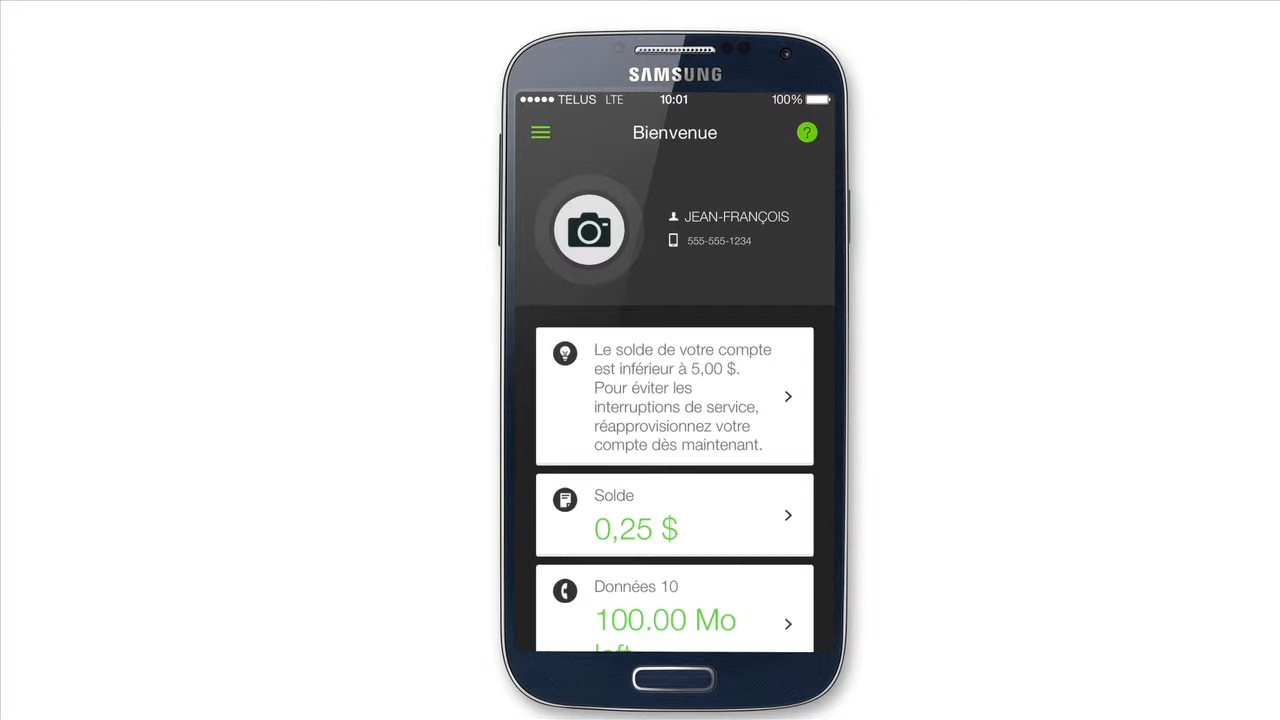 SAMSUNG
TELUS LTE 10:01 100%
Bienvenue
?
JEAN-FRANÇOIS
555-555-1234
Le solde de votre compte
est inférieur à 5,00 $.
Pour éviter les
interruptions de service,
réapprovisionnez votre
compte dès maintenant.
Solde
0,25 $
Données 10
100.00 Mo
left